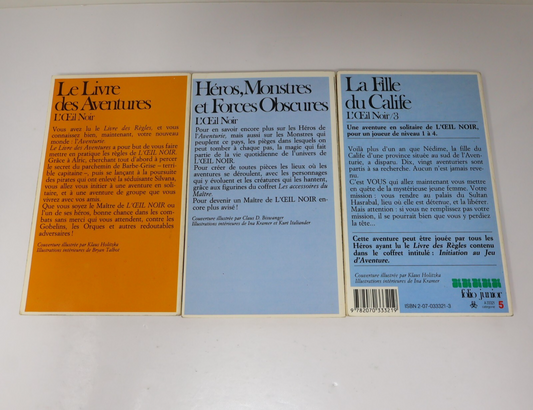 Le Livre
des Aventures
L'Œil Noir
Vous avez lu le Livre des Règles, et vous
connaissez bien, maintenant, votre nouveau
monde : l'Aventure.
Le Livre des Aventures a pour but de vous faire
mettre en pratique les règles de L'ŒIL NOIR.
Grâce à Alric, cherchant tout d'abord à percer
le secret du parchemin de Barbe-Grise – terri-
ble capitaine –, puis se lançant à la poursuite
des pirates qui ont enlevé la séduisante Silvana,
vous allez vous initier à une aventure en soli-
taire, et à une aventure de groupe que vous
vivrez avec vos amis.
Que vous soyez le Maître de L'ŒIL NOIR ou
l'un de ses héros, bonne chance dans les com-
bats sans merci qui vous attendent, contre les
Gobelins, les Orques et autres redoutables
adversaires !
Couverture illustrée par Klaus Holitzka
Illustrations intérieures de Bryan Talbot
Héros, Monstres
et Forces Obscures
L'Œil Noir
Pour en savoir encore plus sur les Héros de
l'Aventure, mais aussi sur les Monstres qui
peuplent ce pays, les pièges dans lesquels on
peut tomber à chaque pas, la magie qui fait
partie de la vie quotidienne de l'univers de
L'ŒIL NOIR.
Pour créer de toutes pièces les lieux où les
aventures se déroulent, avec les personnages
qui y évoluent et les créatures qui les hantent,
grâce aux figurines du coffret Les accessoires du
Maître.
Pour devenir un Maître de L'ŒIL NOIR en-
core plus avisé !
Couverture illustrée par Claus D. Biswanger
Illustrations intérieures de Ina Kramer et
La Fille
du Calife
L'Œil Noir/3
Une aventure en solitaire de L'ŒIL NOIR,
pour un joueur de niveau 1 à 4.
Voilà plus d'un an que Nedime, la fille du
Calife d'une province située au sud de l'Aven-
turie, a disparu. Dix, vingt aventuriers sont
partis à sa recherche. Aucun n'est jamais reve-
nu.
C'est VOUS qui allez maintenant vous mettre
en quête de la mystérieuse jeune femme. Votre
mission : vous rendre au palais du Sultan
Hasrabal, lieu où elle est détenue, et la libérer.
Mais attention : si vous ne remplissez pas votre
mission, il se pourrait bien que vous y perdiez
la tête...
Cette aventure peut être jouée par tous les
Héros ayant lu le Livre des Règles contenu
dans le coffret intitulé : Initiation au Jeu
d'Aventure.
Couverture illustrée par Klaus Holitzka
Illustrations intérieures de Ina Kramer
folio junior
ISBN 2-07-033321-5
5
9 782070 333219